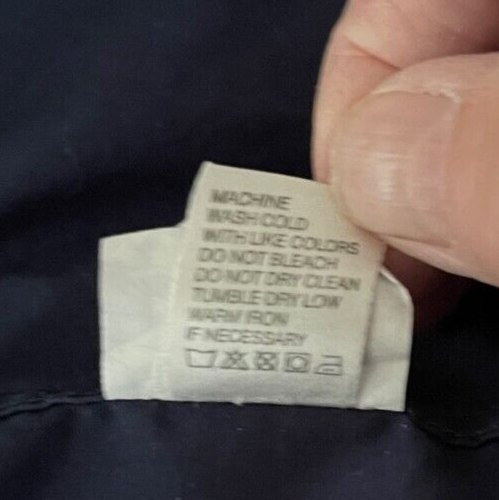 MACHINE
WASH COLD
WITH LIKE COLORS
DO NOT BLEACH
DO NOT DRY CLEAN
TUMBLE DRY LOW
WARM IRON
IF NECESSARY